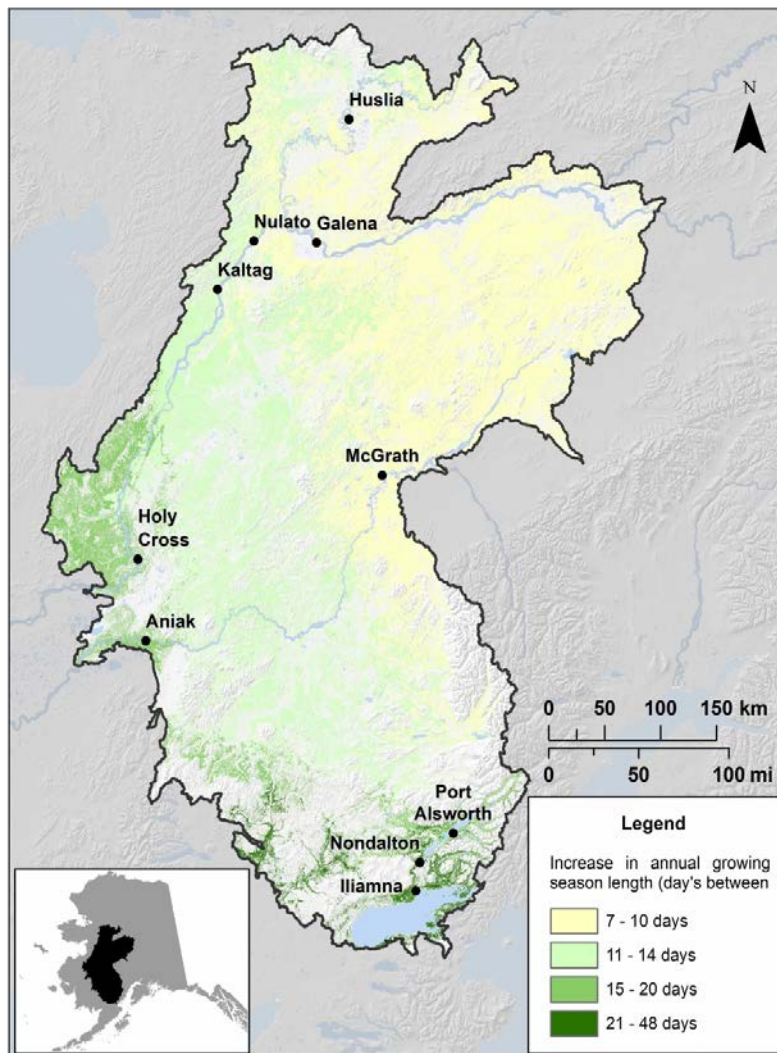 Huslia
N
Nulato Galena
Kaltag
McGrath
Holy
Cross
Aniak
0 50 100 150 km
0 50 100 mi
Port
Alsworth
Nondalton
Iliamna
Legend
Increase in annual growing
season length (day's between
7 - 10 days
11 - 14 days
15 - 20 days
21 - 48 days